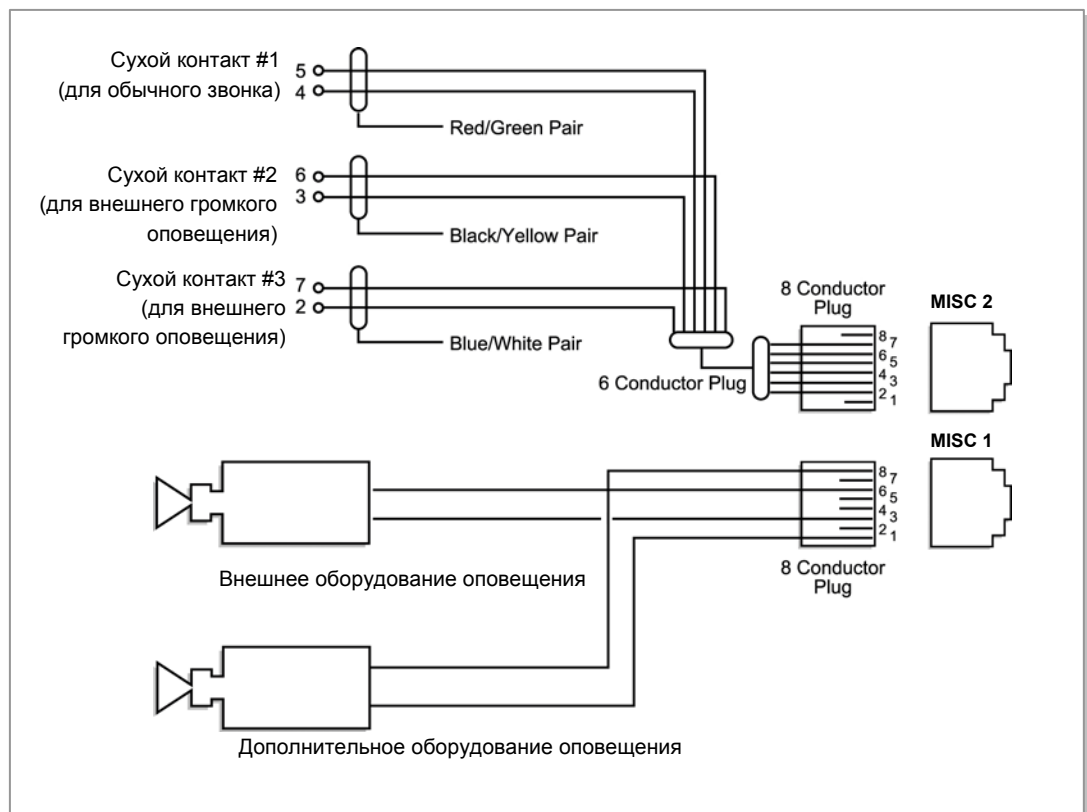 Сухой контакт #1
(для обычного звонка)
5
4
Red/Green Pair
Сухой контакт #2
(для внешнего громкого
оповещения)
6
3
Black/Yellow Pair
Сухой контакт #3
(для внешнего
громкого оповещения)
7
2
Blue/White Pair
6 Conductor Plug
8 Conductor
Plug
8
7
6
5
4
3
2
1
MISC 2
MISC 1
8
7
6
5
4
3
2
1
8 Conductor
Plug
Внешнее оборудование оповещения
Дополнительное оборудование оповещения